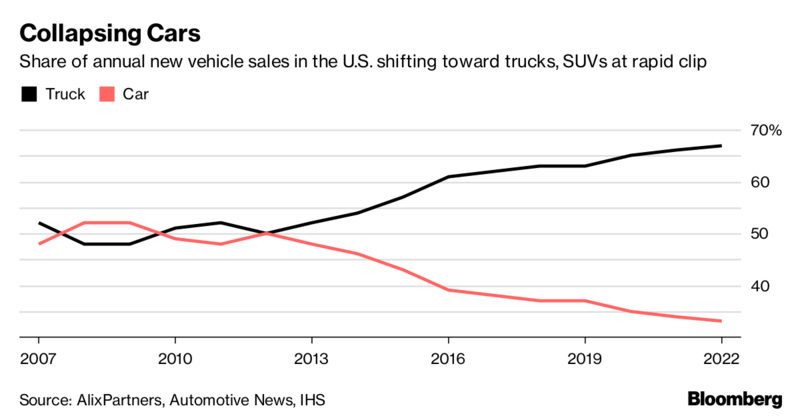 Collapsing Cars
Share of annual new vehicle sales in the U.S. shifting toward trucks, SUVs at rapid clip
Truck Car
70%
60
50
40
2007 2010 2013 2016 2019 2022
Source: AlixPartners, Automotive News, IHS
Bloomberg